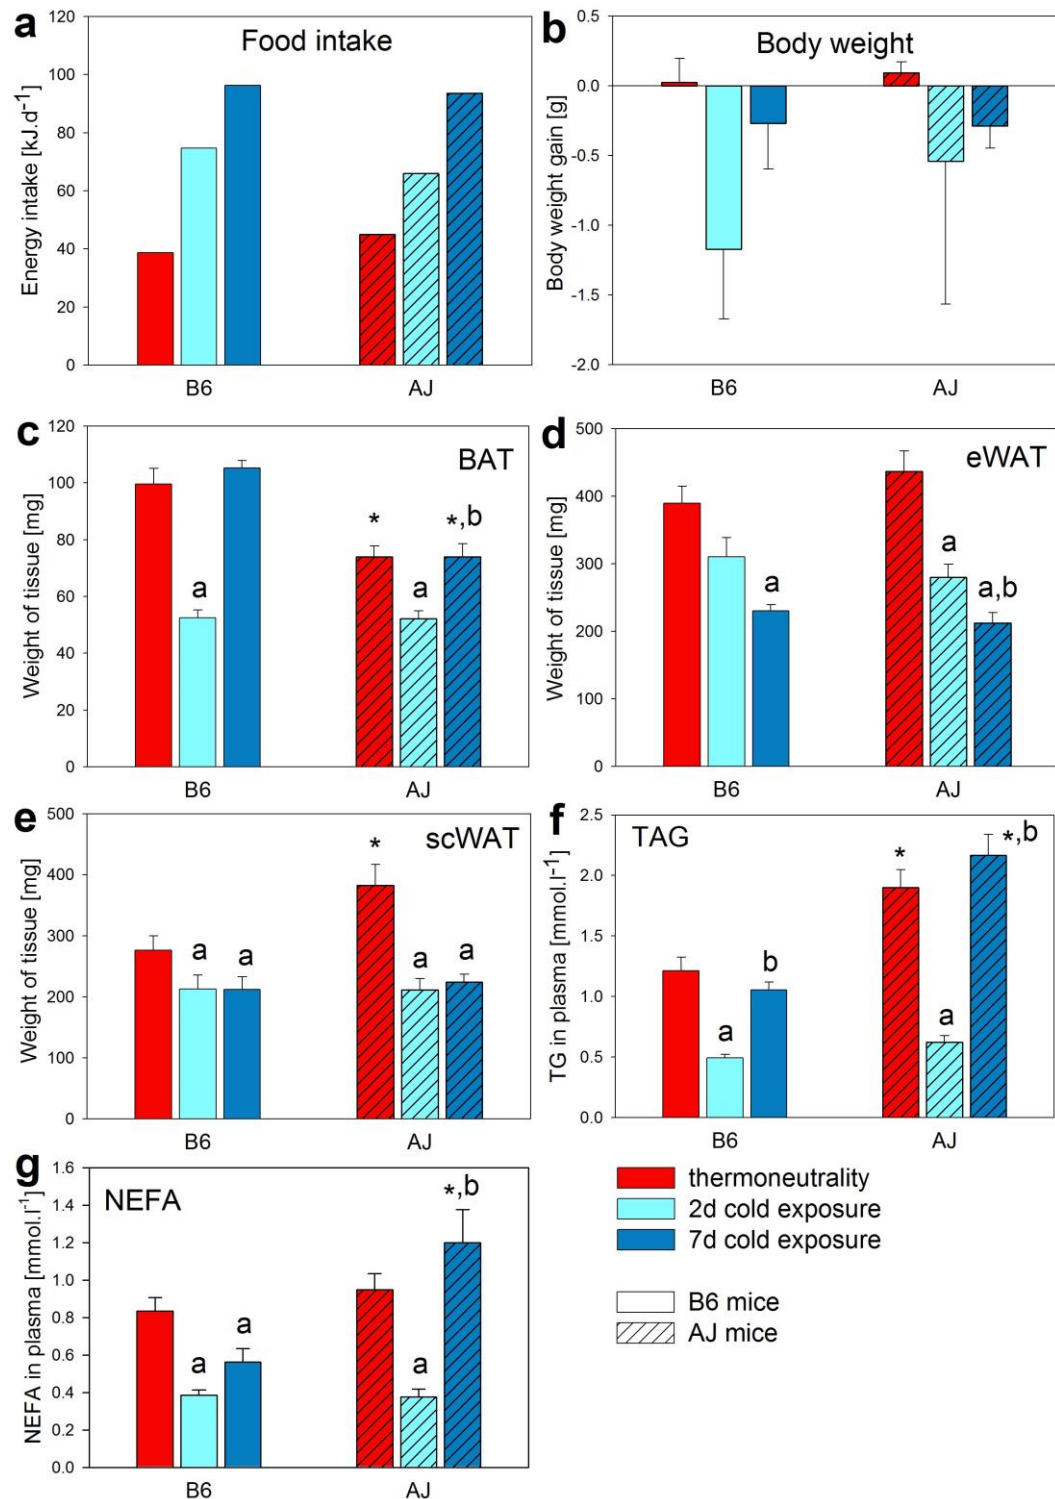 a
Food intake
Energy intake [kJ.d⁻¹]
120
100
80
60
40
20
0
B6
AJ
b
Body weight
Body weight gain [g]
0.5
0.0
-0.5
-1.0
-1.5
-2.0
B6
AJ
c
BAT
Weight of tissue [mg]
120
100
80
60
40
20
0
a
*
a
*,b
B6
AJ
d
eWAT
Weight of tissue [mg]
500
400
300
200
100
0
a
a
a,b
B6
AJ
e
scWAT
Weight of tissue [mg]
500
400
300
200
100
0
a
a
*
a
a
B6
AJ
f
TAG
TG in plasma [mmol.l⁻¹]
2.5
2.0
1.5
1.0
0.5
0.0
a
b
*
a
*,b
B6
AJ
g
NEFA
NEFA in plasma [mmol.l⁻¹]
1.6
1.4
1.2
1.0
0.8
0.6
0.4
0.2
0.0
a
a
a
*,b
B6
AJ
thermoneutrality
2d cold exposure
7d cold exposure
B6 mice
AJ mice